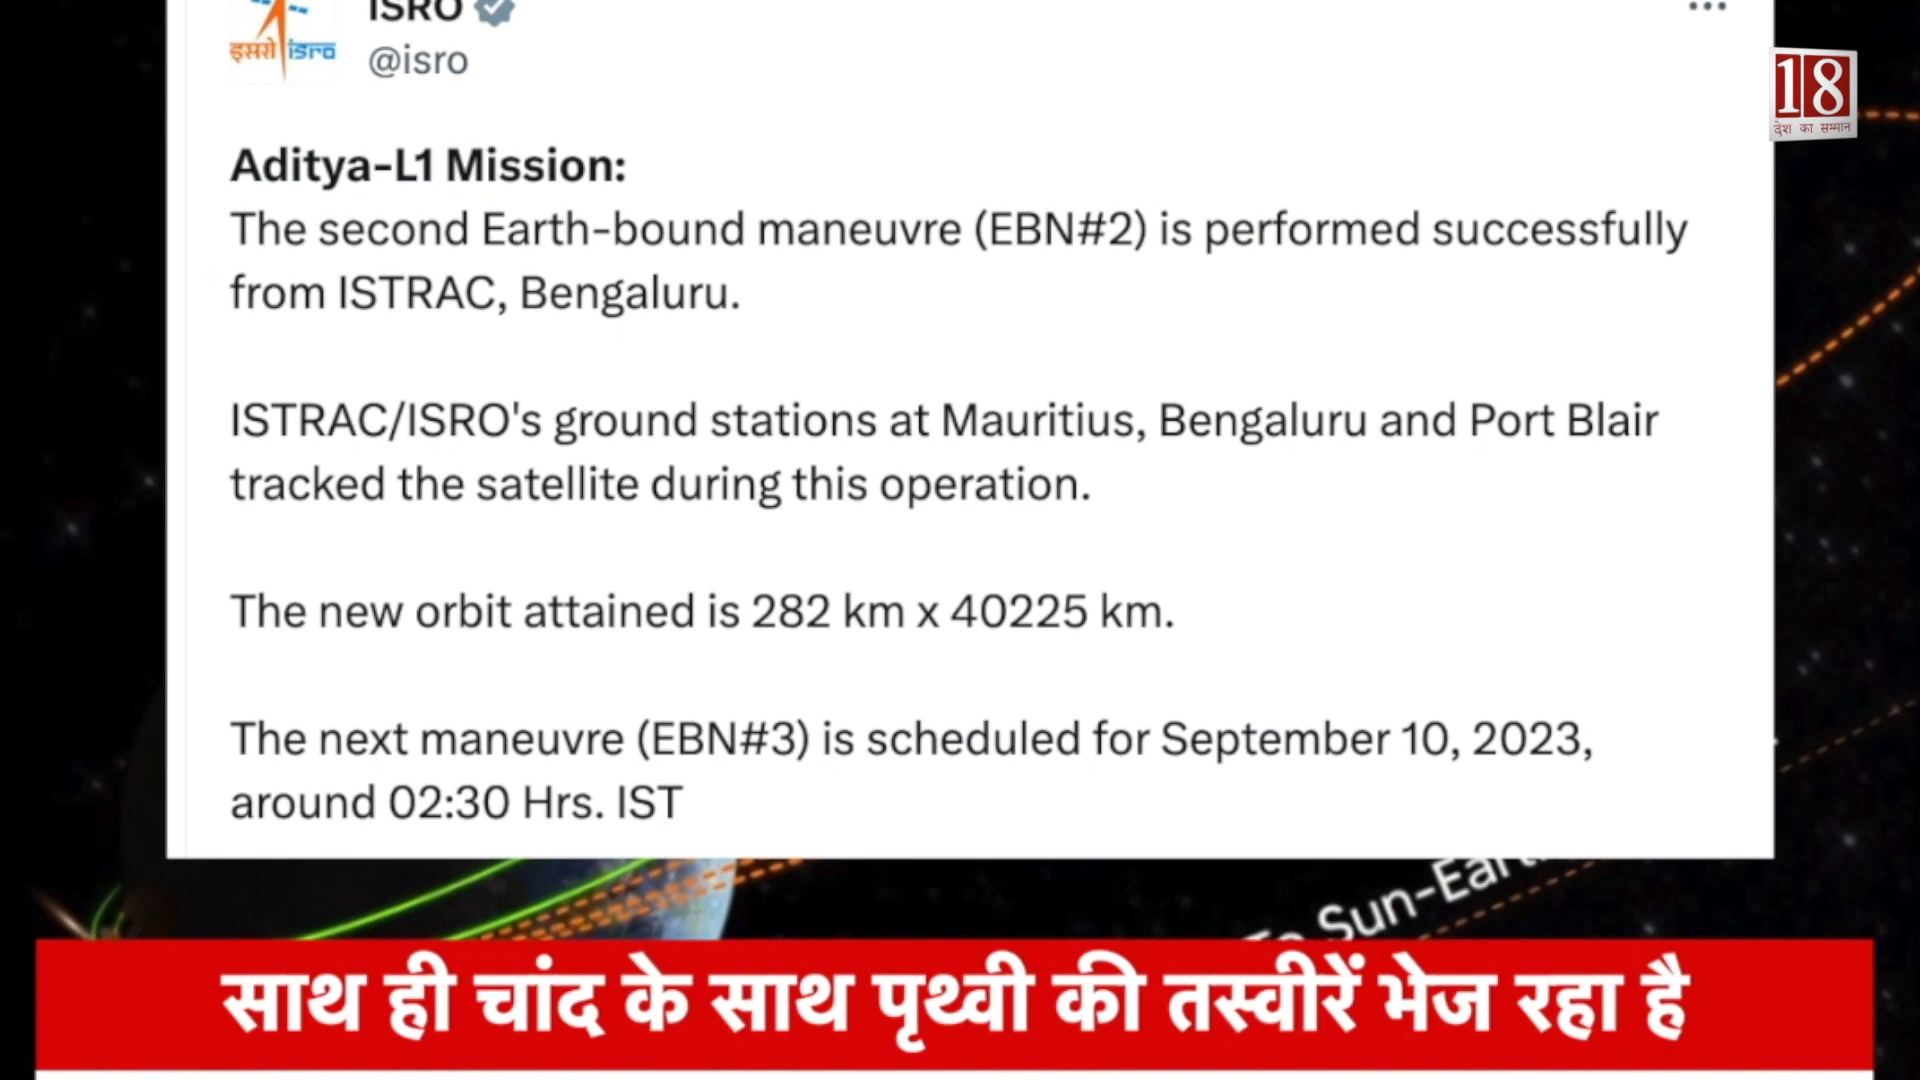 ISRO
@isro
इसरो isro
18
देश का सम्मान
Aditya-L1 Mission:
The second Earth-bound maneuvre (EBN#2) is performed successfully
from ISTRAC, Bengaluru.
ISTRAC/ISRO's ground stations at Mauritius, Bengaluru and Port Blair
tracked the satellite during this operation.
The new orbit attained is 282 km x 40225 km.
The next maneuvre (EBN#3) is scheduled for September 10, 2023,
around 02:30 Hrs. IST
To Sun-Earth
साथ ही चांद के साथ पृथ्वी की तस्वीरें भेज रहा है